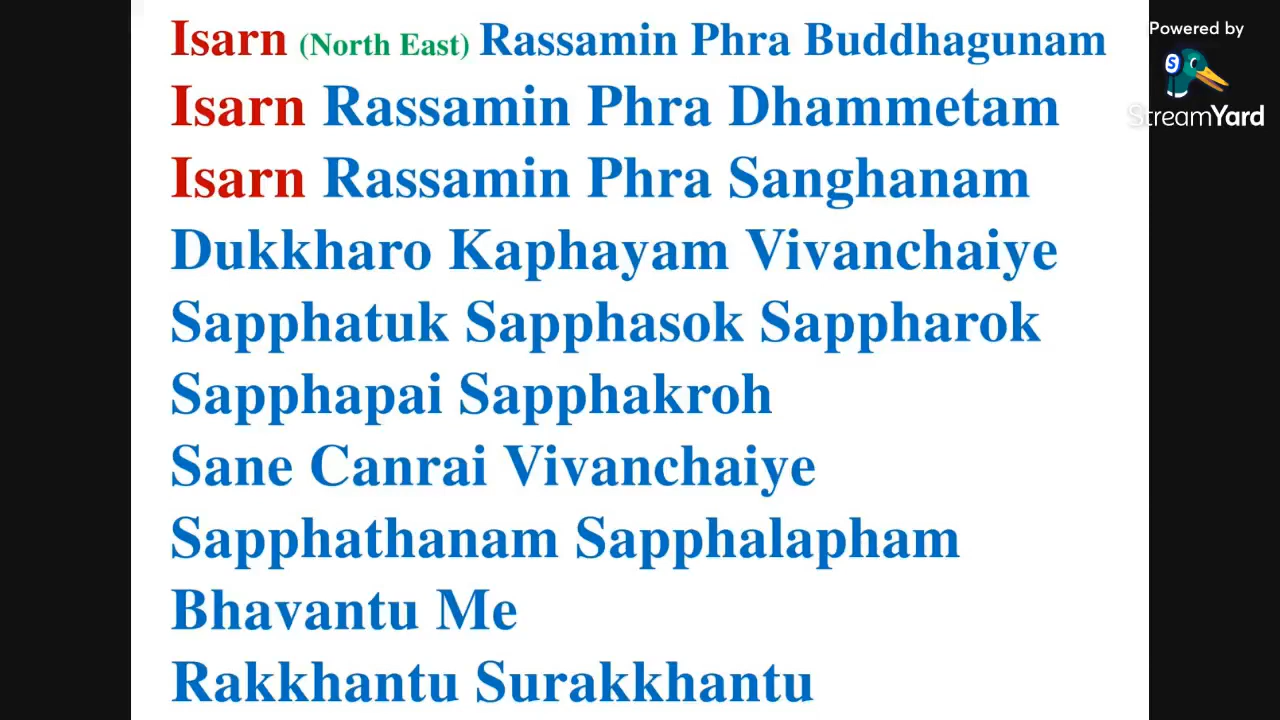 Isarn (North East) Rassamin Phra Buddhagunam
Isarn Rassamin Phra Dhammetam
Isarn Rassamin Phra Sanghanam
Dukkharo Kaphayam Vivanchaiye
Sapphatuk Sapphasok Sappharok
Sapphapai Sapphakroh
Sane Canrai Vivanchaiye
Sapphathanam Sapphalapham
Bhavantu Me
Rakkhantu Surakkhantu
Powered by
S
StreamYard